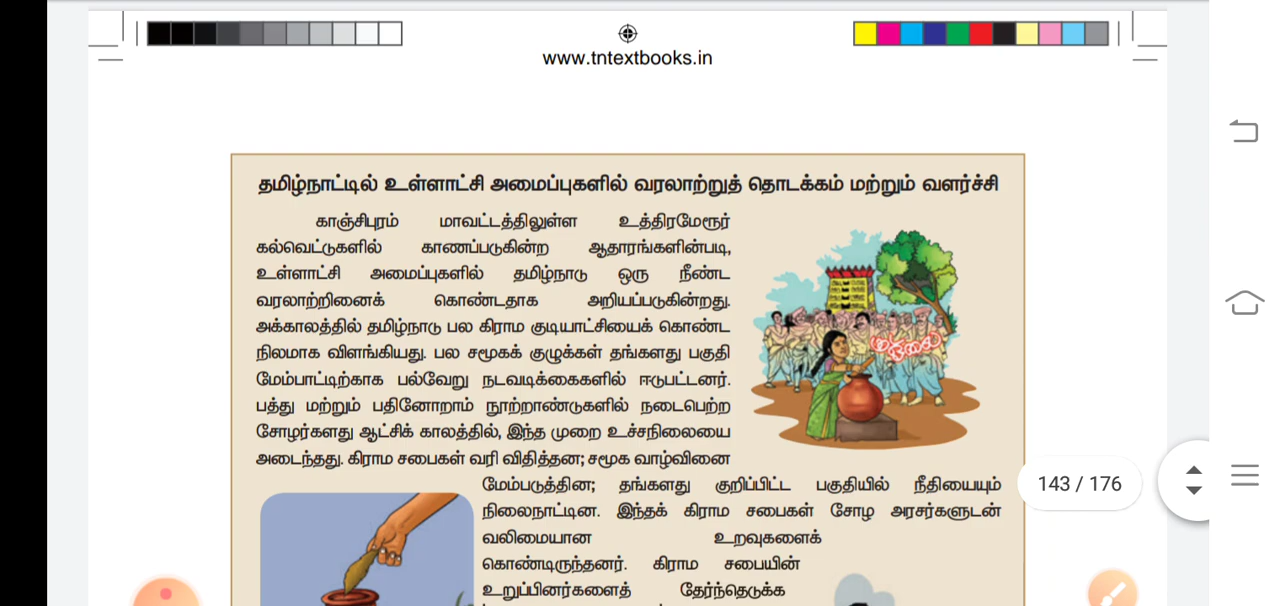 www.tntextbooks.in
தமிழ்நாட்டில் உள்ளாட்சி அமைப்புகளில் வரலாற்றுத் தொடக்கம் மற்றும் வளர்ச்சி
காஞ்சிபுரம் மாவட்டத்திலுள்ள உத்திரமேரூர்
கல்வெட்டுகளில் காணப்படுகின்ற ஆதாரங்களின்படி,
உள்ளாட்சி அமைப்புகளில் தமிழ்நாடு ஒரு நீண்ட
வரலாற்றினைக் கொண்டதாக அறியப்படுகின்றது.
அக்காலத்தில் தமிழ்நாடு பல கிராம குடியாட்சியைக் கொண்ட
நிலமாக விளங்கியது. பல சமூகக் குழுக்கள் தங்களது பகுதி
மேம்பாட்டிற்காக பல்வேறு நடவடிக்கைகளில் ஈடுபட்டனர்.
பத்து மற்றும் பதினோறாம் நூற்றாண்டுகளில் நடைபெற்ற
சோழர்களது ஆட்சிக் காலத்தில், இந்த முறை உச்சநிலையை
அடைந்தது. கிராம சபைகள் வரி விதித்தன; சமூக வாழ்வினை
மேம்படுத்தின; தங்களது குறிப்பிட்ட பகுதியில் நீதியையும்
நிலைநாட்டின. இந்தக் கிராம சபைகள் சோழ அரசர்களுடன்
வலிமையான உறவுகளைக்
கொண்டிருந்தனர். கிராம சபையின்
உறுப்பினர்களைத் தேர்ந்தெடுக்க
143 / 176